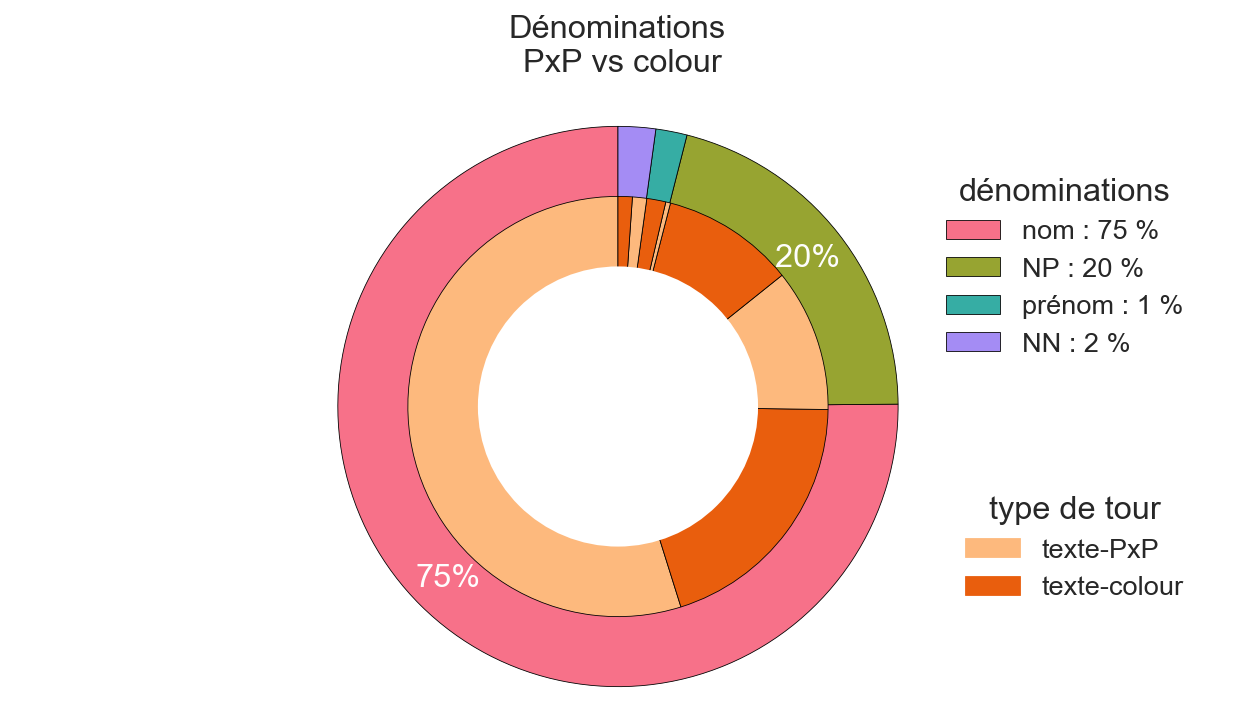 Dénominations
PxP vs colour
20%
75%
dénominations
nom : 75 %
NP : 20 %
prénom : 1 %
NN : 2 %
type de tour
texte-PxP
texte-colour